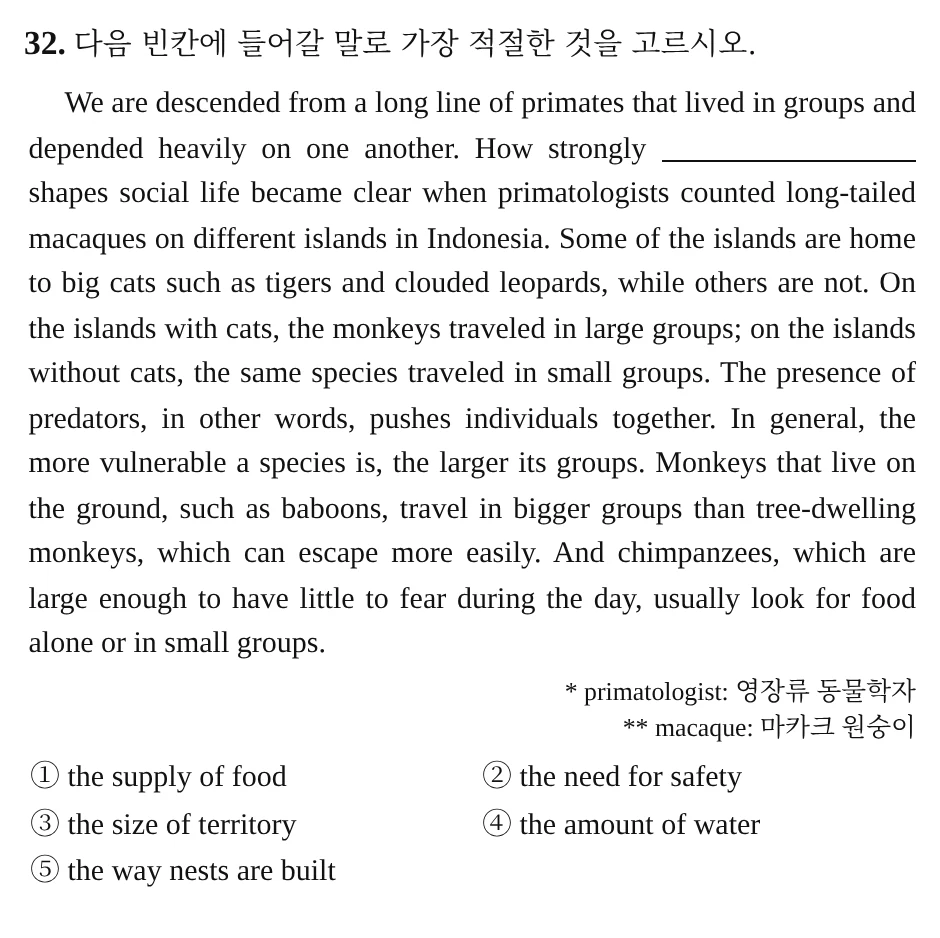 32. 다음 빈칸에 들어갈 말로 가장 적절한 것을 고르시오.
We are descended from a long line of primates that lived in groups and
depended heavily on one another. How strongly ________________
shapes social life became clear when primatologists counted long-tailed
macaques on different islands in Indonesia. Some of the islands are home
to big cats such as tigers and clouded leopards, while others are not. On
the islands with cats, the monkeys traveled in large groups; on the islands
without cats, the same species traveled in small groups. The presence of
predators, in other words, pushes individuals together. In general, the
more vulnerable a species is, the larger its groups. Monkeys that live on
the ground, such as baboons, travel in bigger groups than tree-dwelling
monkeys, which can escape more easily. And chimpanzees, which are
large enough to have little to fear during the day, usually look for food
alone or in small groups.
* primatologist: 영장류 동물학자
** macaque: 마카크 원숭이
① the supply of food ② the need for safety
③ the size of territory ④ the amount of water
⑤ the way nests are built